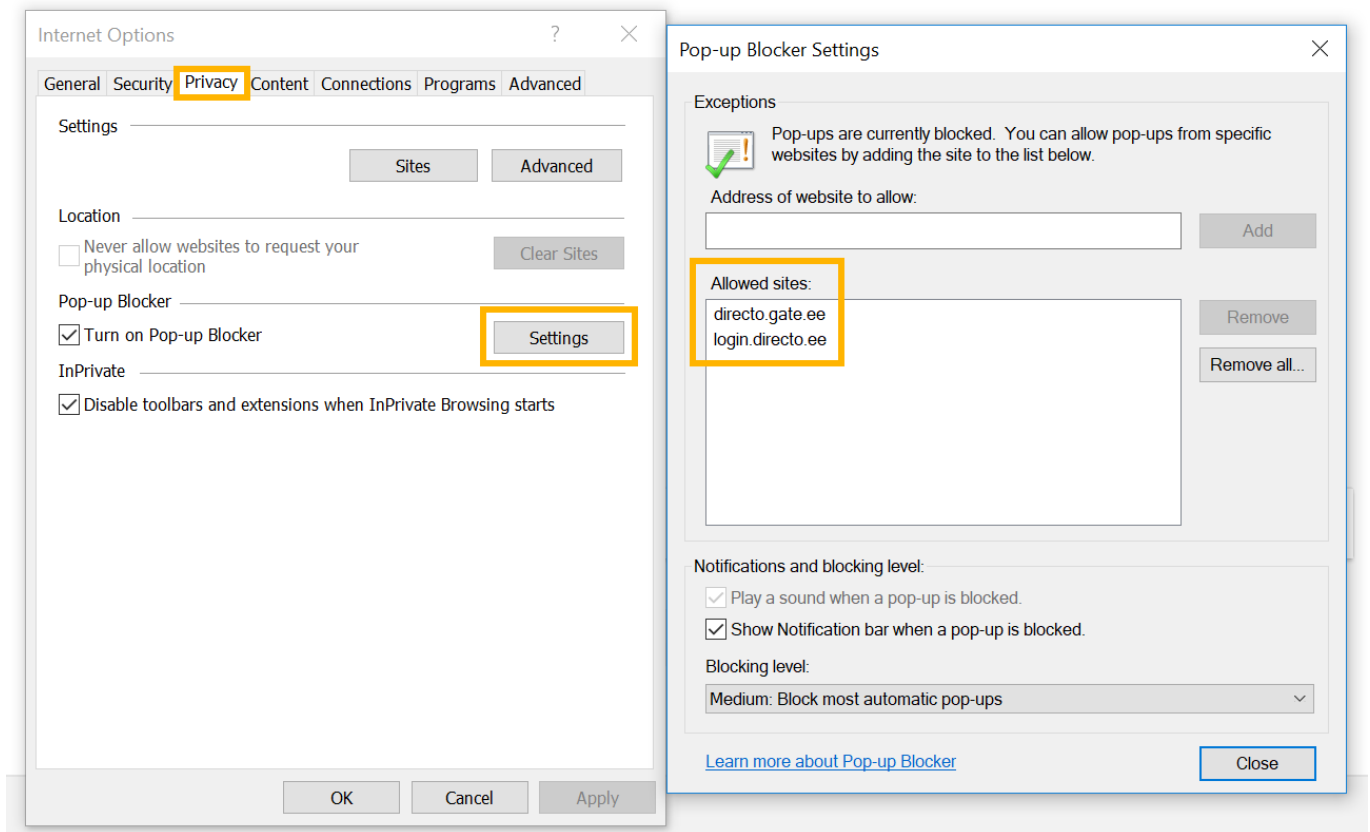 Internet Options
General Security Privacy Content Connections Programs Advanced
Settings
Sites Advanced
Location
Never allow websites to request your
physical location
Clear Sites
Pop-up Blocker
Turn on Pop-up Blocker
Settings
InPrivate
Disable toolbars and extensions when InPrivate Browsing starts
OK Cancel Apply
Pop-up Blocker Settings
Exceptions
Pop-ups are currently blocked. You can allow pop-ups from specific
websites by adding the site to the list below.
Address of website to allow:
Add
Allowed sites:
directo.gate.ee
login.directo.ee
Remove
Remove all...
Notifications and blocking level:
Play a sound when a pop-up is blocked.
Show Notification bar when a pop-up is blocked.
Blocking level:
Medium: Block most automatic pop-ups
Learn more about Pop-up Blocker
Close